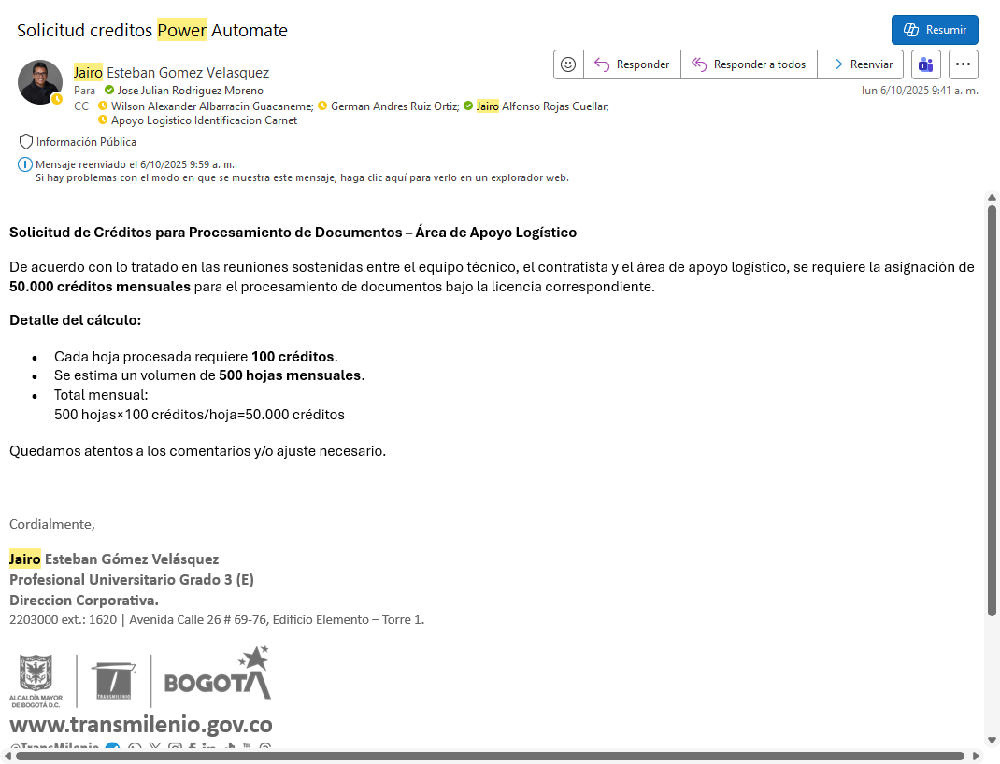 Solicitud creditos Power Automate
Resumir
Jairo Esteban Gomez Velasquez
Responder
Responder a todos
Reenviar
Para Jose Julian Rodriguez Moreno
lun 6/10/2025 9:41 a. m.
CC Wilson Alexander Albarracin Guacaneme; German Andres Ruiz Ortiz; Jairo Alfonso Rojas Cuellar;
Apoyo Logistico Identificacion Carnet
Información Pública
Mensaje reenviado el 6/10/2025 9:59 a. m..
Si hay problemas con el modo en que se muestra este mensaje, haga clic aquí para verlo en un explorador web.
Solicitud de Créditos para Procesamiento de Documentos – Área de Apoyo Logístico
De acuerdo con lo tratado en las reuniones sostenidas entre el equipo técnico, el contratista y el área de apoyo logístico, se requiere la asignación de
50.000 créditos mensuales para el procesamiento de documentos bajo la licencia correspondiente.
Detalle del cálculo:
• Cada hoja procesada requiere 100 créditos.
• Se estima un volumen de 500 hojas mensuales.
• Total mensual:
500 hojas×100 créditos/hoja=50.000 créditos
Quedamos atentos a los comentarios y/o ajuste necesario.
Cordialmente,
Jairo Esteban Gómez Velásquez
Profesional Universitario Grado 3 (E)
Direccion Corporativa.
2203000 ext.: 1620 | Avenida Calle 26 # 69-76, Edificio Elemento – Torre 1.
ALCALDÍA MAYOR
DE BOGOTÁ D.C.
TRANSMILENIO
BOGOTÁ
www.transmilenio.gov.co
@TransMilenio